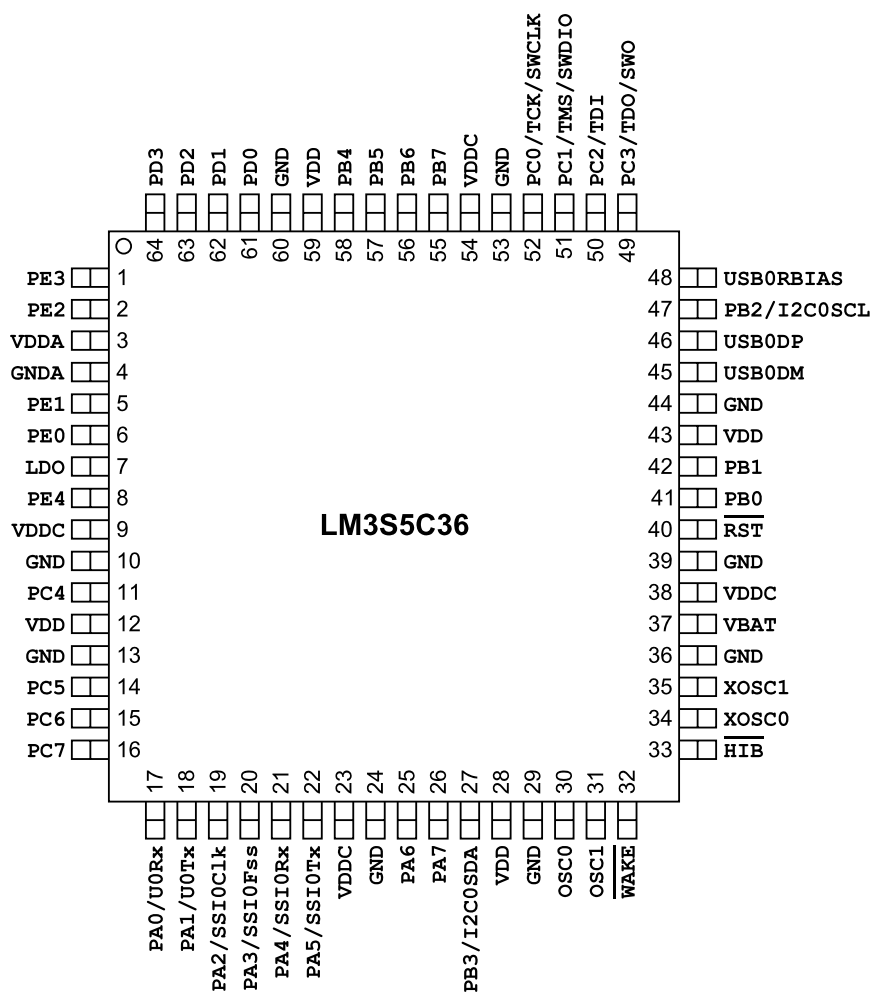 PD3
PD2
PD1
PD0
GND
VDD
PB4
PB5
PB6
PB7
VDDC
GND
PC0/TCK/SWCLK
PC1/TMS/SWDIO
PC2/TDI
PC3/TDO/SWO
64
63
62
61
60
59
58
57
56
55
54
53
52
51
50
49
PE3 1
PE2 2
VDDA 3
GNDA 4
PE1 5
PE0 6
LDO 7
PE4 8
VDDC 9
GND 10
PC4 11
VDD 12
GND 13
PC5 14
PC6 15
PC7 16
LM3S5C36
48 USB0RBIAS
47 PB2/I2C0SCL
46 USB0DP
45 USB0DM
44 GND
43 VDD
42 PB1
41 PB0
40 RST
39 GND
38 VDDC
37 VBAT
36 GND
35 XOSC1
34 XOSC0
33 HIB
17
18
19
20
21
22
23
24
25
26
27
28
29
30
31
32
PA0/U0Rx
PA1/U0Tx
PA2/SSI0Clk
PA3/SSI0Fss
PA4/SSI0Rx
PA5/SSI0Tx
VDDC
GND
PA6
PA7
PB3/I2C0SDA
VDD
GND
OSC0
OSC1
WAKE